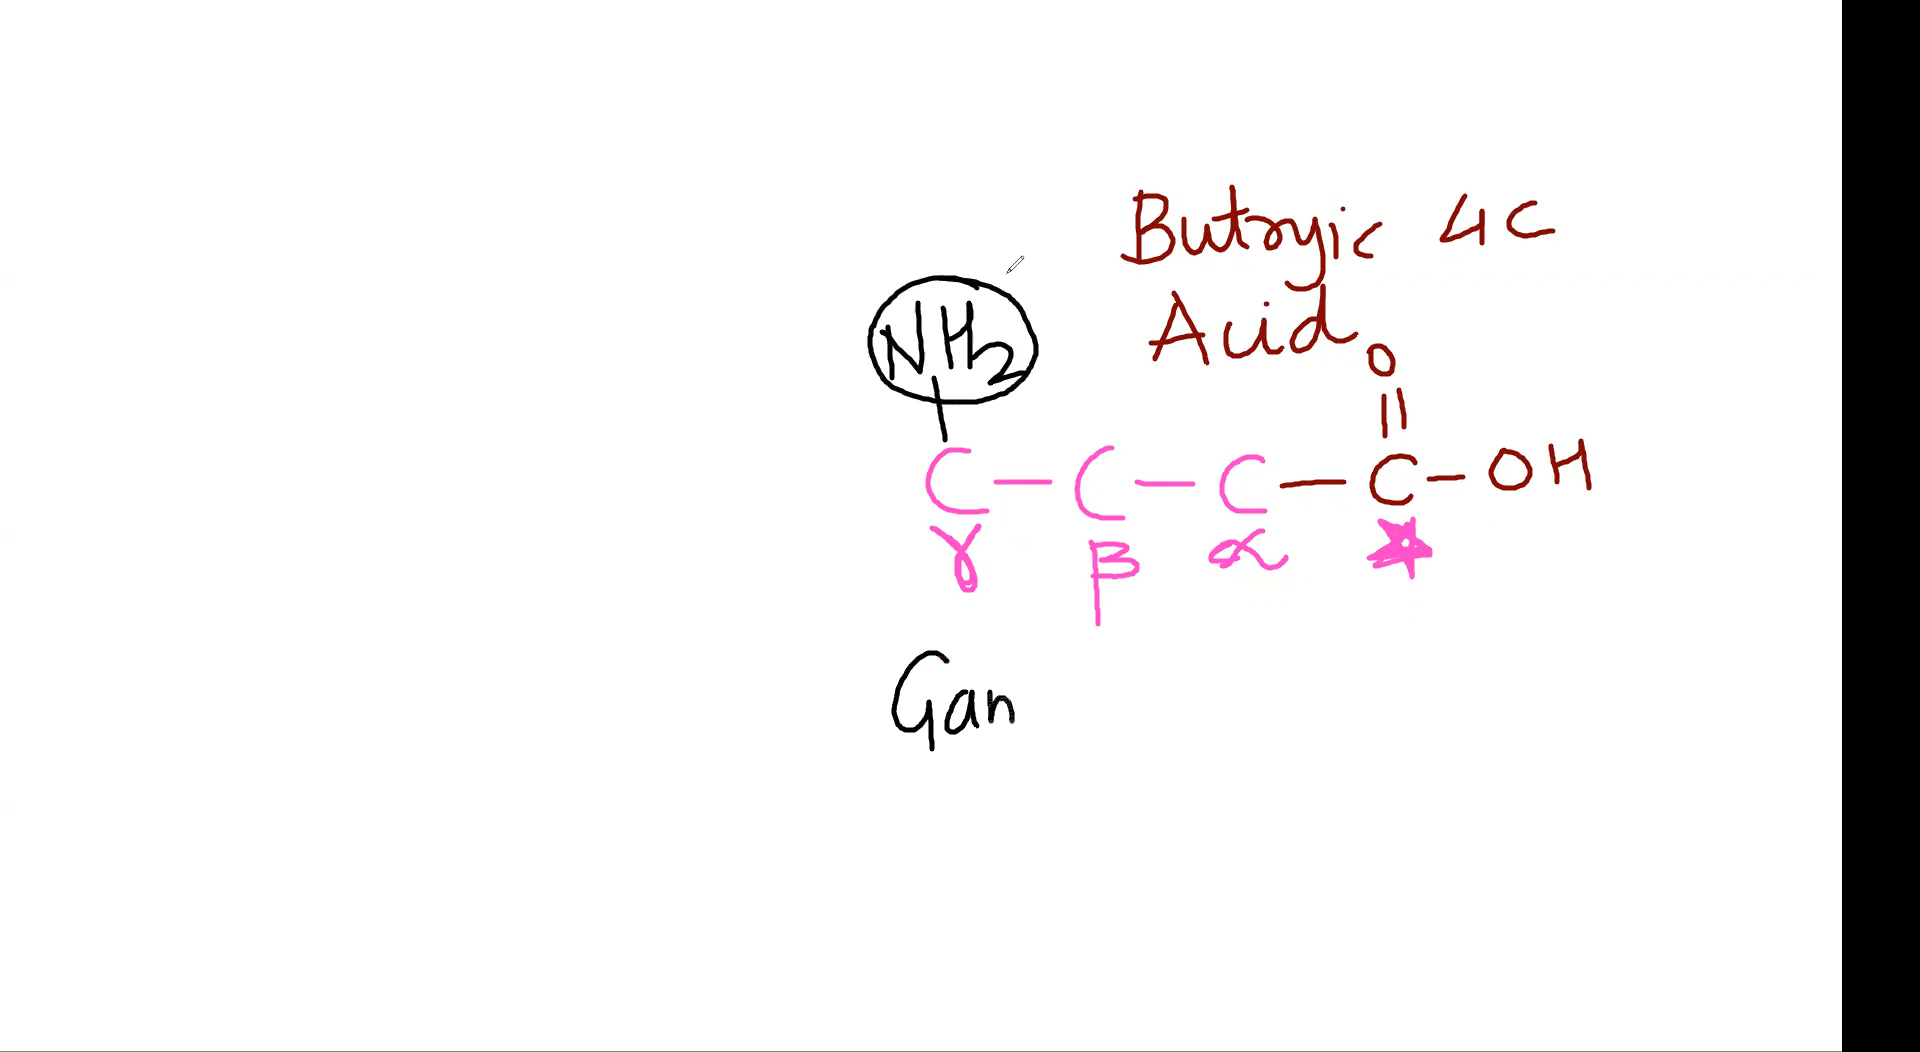 Butryic 4C
Acid
O
NH2
C — C — C — C — OH
γ β α
Gan